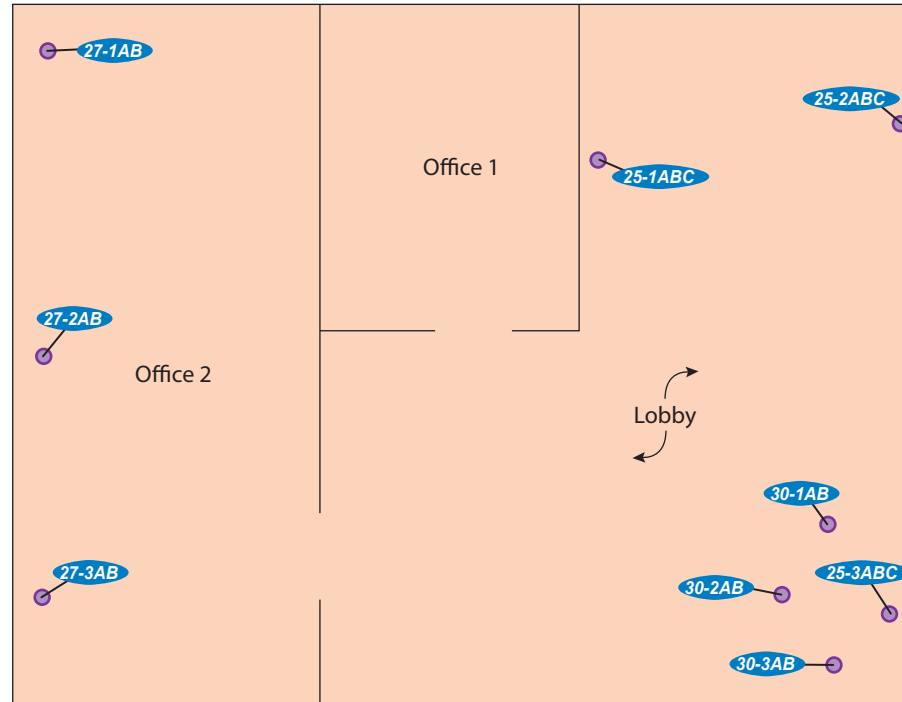 27-1AB
25-2ABC
Office 1
25-1ABC
27-2AB
Office 2
Lobby
30-1AB
27-3AB
25-3ABC
30-2AB
30-3AB